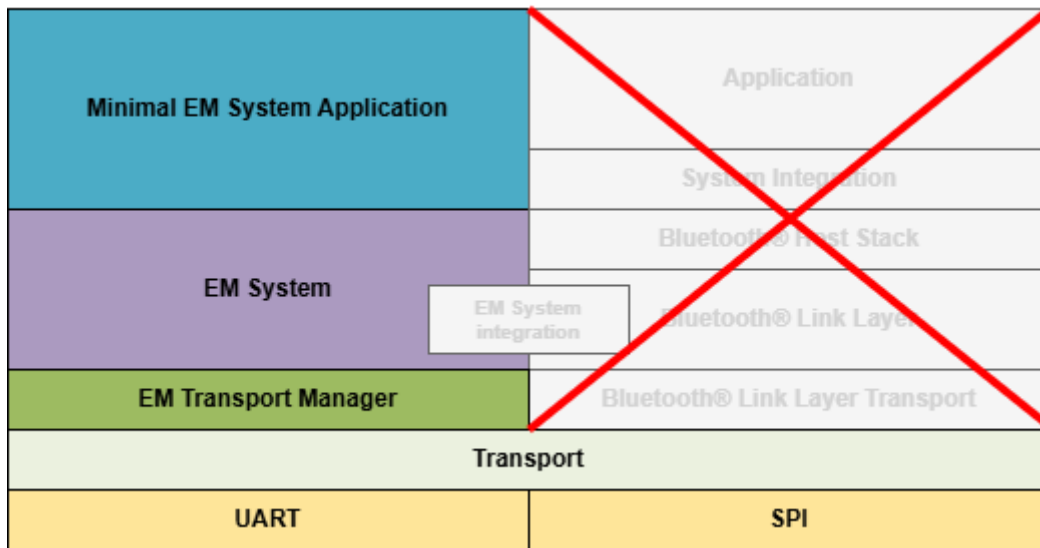 Minimal EM System Application
Application
System Integration
Bluetooth® Host Stack
EM System
EM System
integration
Bluetooth® Link Layer
EM Transport Manager
Bluetooth® Link Layer Transport
Transport
UART
SPI